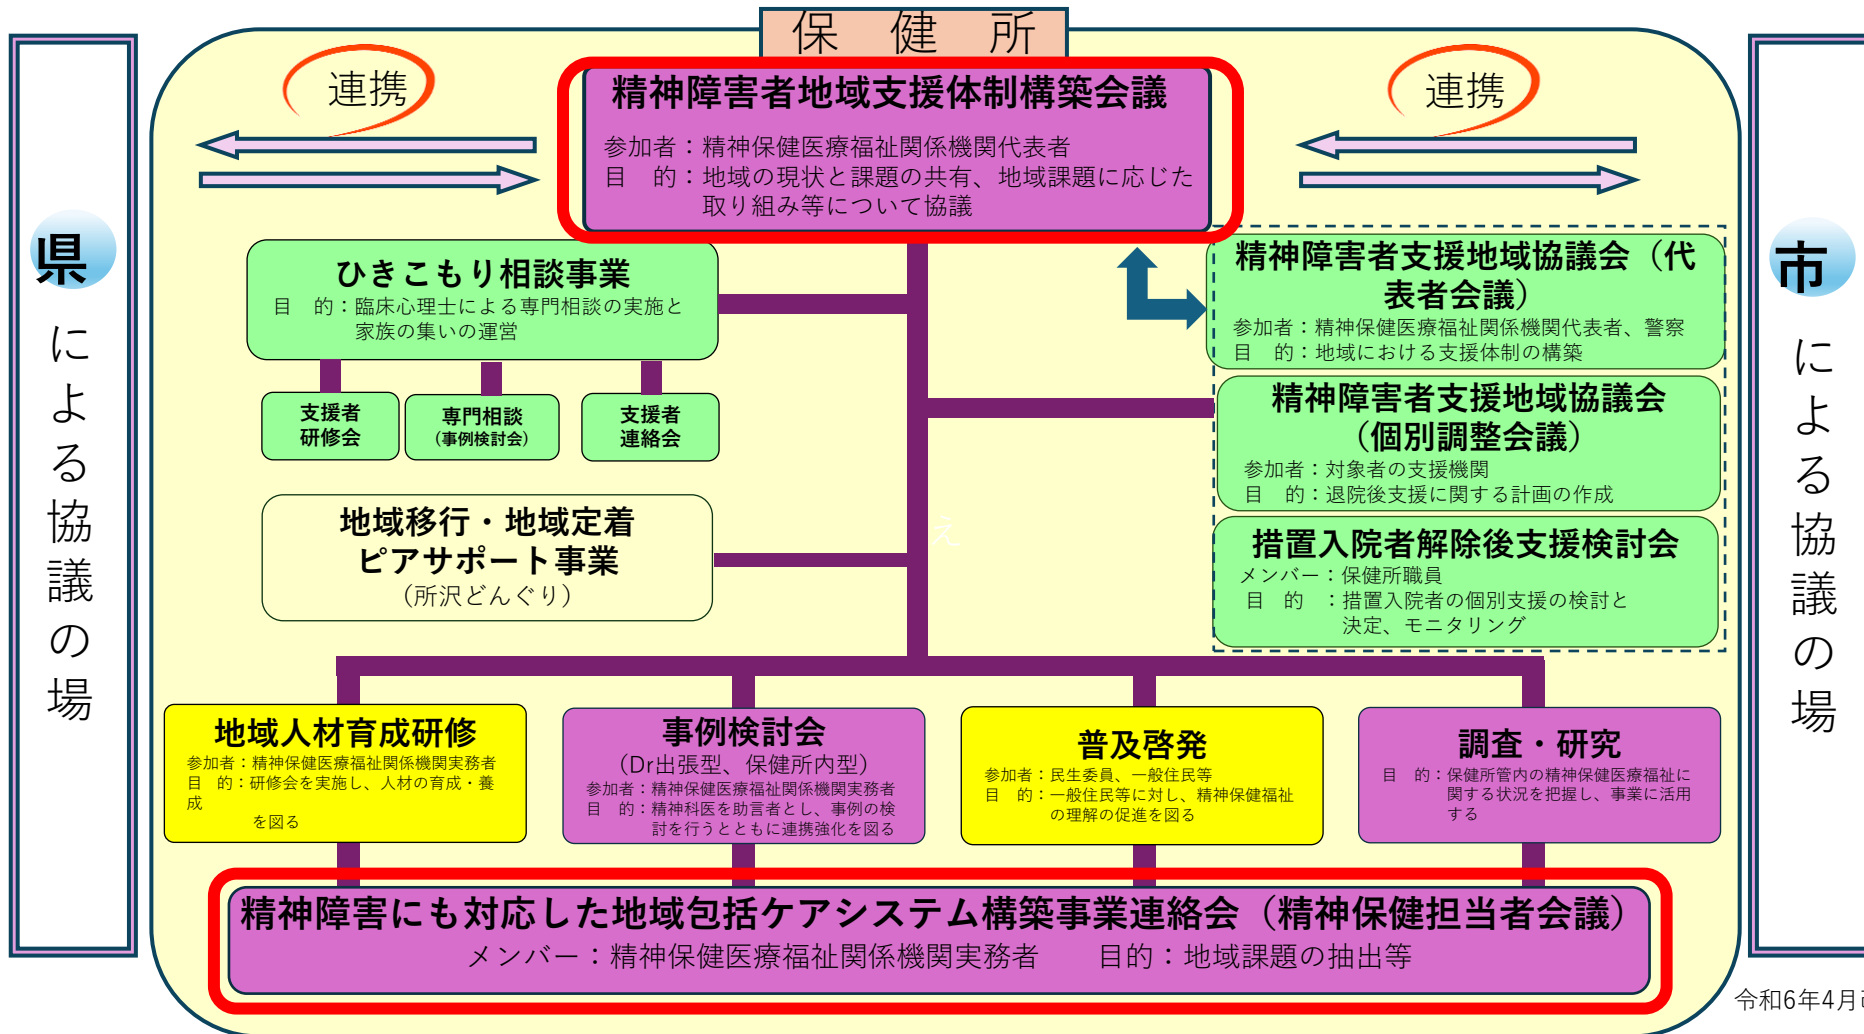 保 健 所
連携
連携
精神障害者地域支援体制構築会議
参加者：精神保健医療福祉関係機関代表者
目　的：地域の現状と課題の共有、地域課題に応じた
取り組み等について協議
県
による協議の場
市
による協議の場
ひきこもり相談事業
目　的：臨床心理士による専門相談の実施と
家族の集いの運営
支援者
研修会
専門相談
（事例検討会）
支援者
連絡会
精神障害者支援地域協議会（代
表者会議）
参加者：精神保健医療福祉関係機関代表者、警察
目　的：地域における支援体制の構築
精神障害者支援地域協議会
（個別調整会議）
参加者：対象者の支援機関
目　的：退院後支援に関する計画の作成
地域移行・地域定着
ピアサポート事業
（所沢どんぐり）
え
措置入院者解除後支援検討会
メンバー：保健所職員
目　的　：措置入院者の個別支援の検討と
決定、モニタリング
地域人材育成研修
参加者：精神保健医療福祉関係機関実務者
目　的：研修会を実施し、人材の育成・養
成
を図る
事例検討会
（Dr出張型、保健所内型）
参加者：精神保健医療福祉関係機関実務者
目　的：精神科医を助言者とし、事例の検
討を行うとともに連携強化を図る
普及啓発
参加者：民生委員、一般住民等
目　的：一般住民等に対し、精神保健福祉
の理解の促進を図る
調査・研究
目　的：保健所管内の精神保健医療福祉に
関する状況を把握し、事業に活用
する
精神障害にも対応した地域包括ケアシステム構築事業連絡会（精神保健担当者会議）
メンバー：精神保健医療福祉関係機関実務者　　目的：地域課題の抽出等
令和6年4月